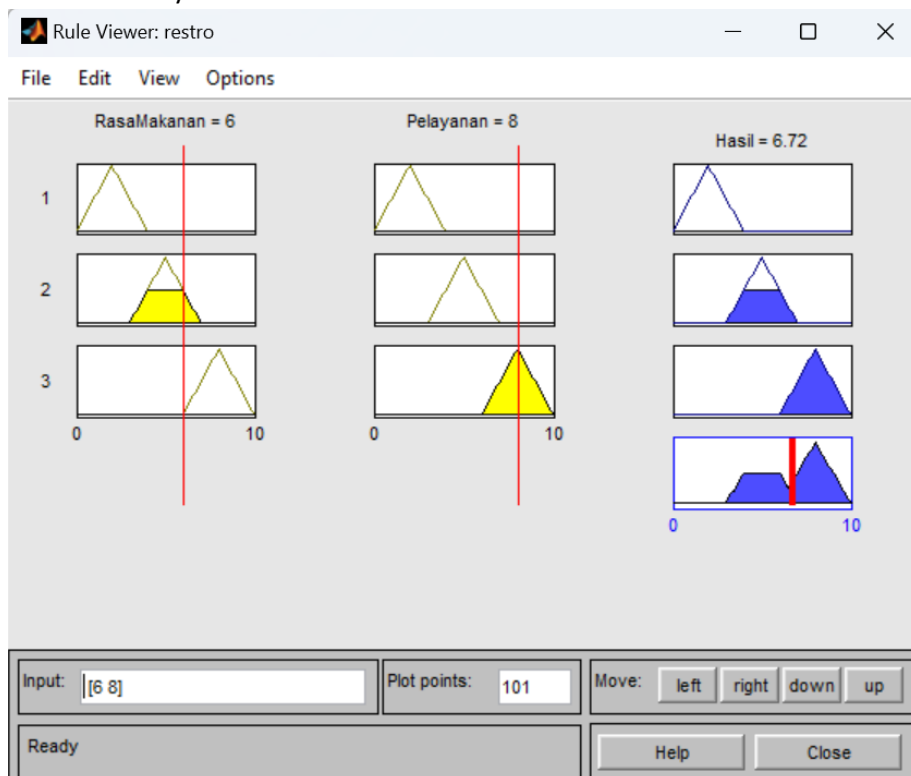 Rule Viewer: restro
File Edit View Options
RasaMakanan = 6 Pelayanan = 8 Hasil = 6.72
1
2
3
0 10 0 10
0 10
Input: [6 8] Plot points: 101 Move: left right down up
Ready Help Close